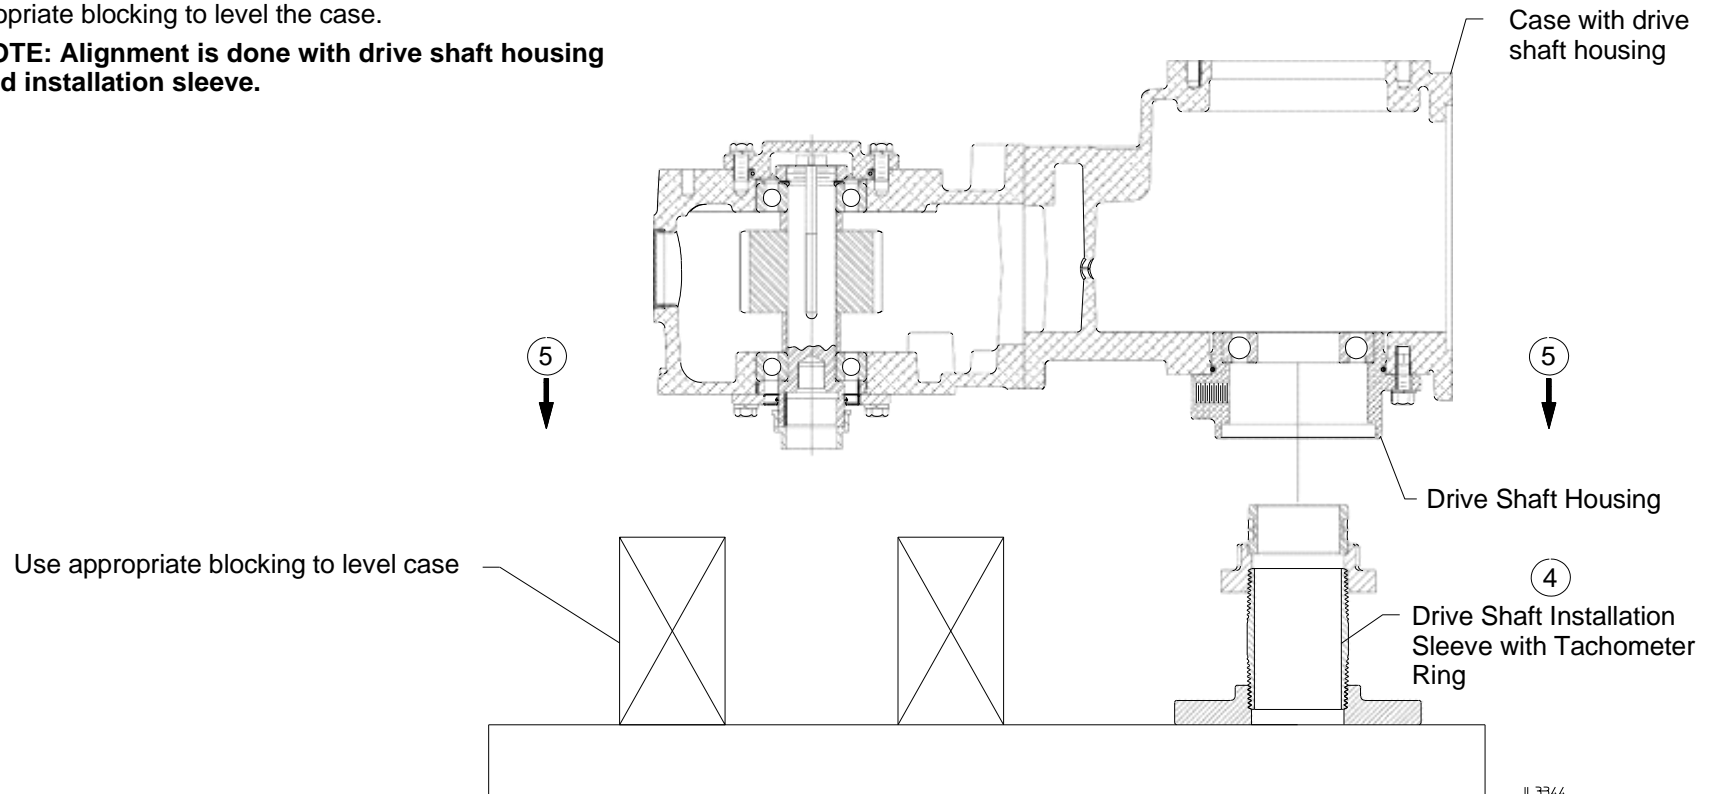 opriate blocking to level the case.
OTE: Alignment is done with drive shaft housing
d installation sleeve.
Case with drive
shaft housing
5
5
Drive Shaft Housing
Use appropriate blocking to level case
4
Drive Shaft Installation
Sleeve with Tachometer
Ring